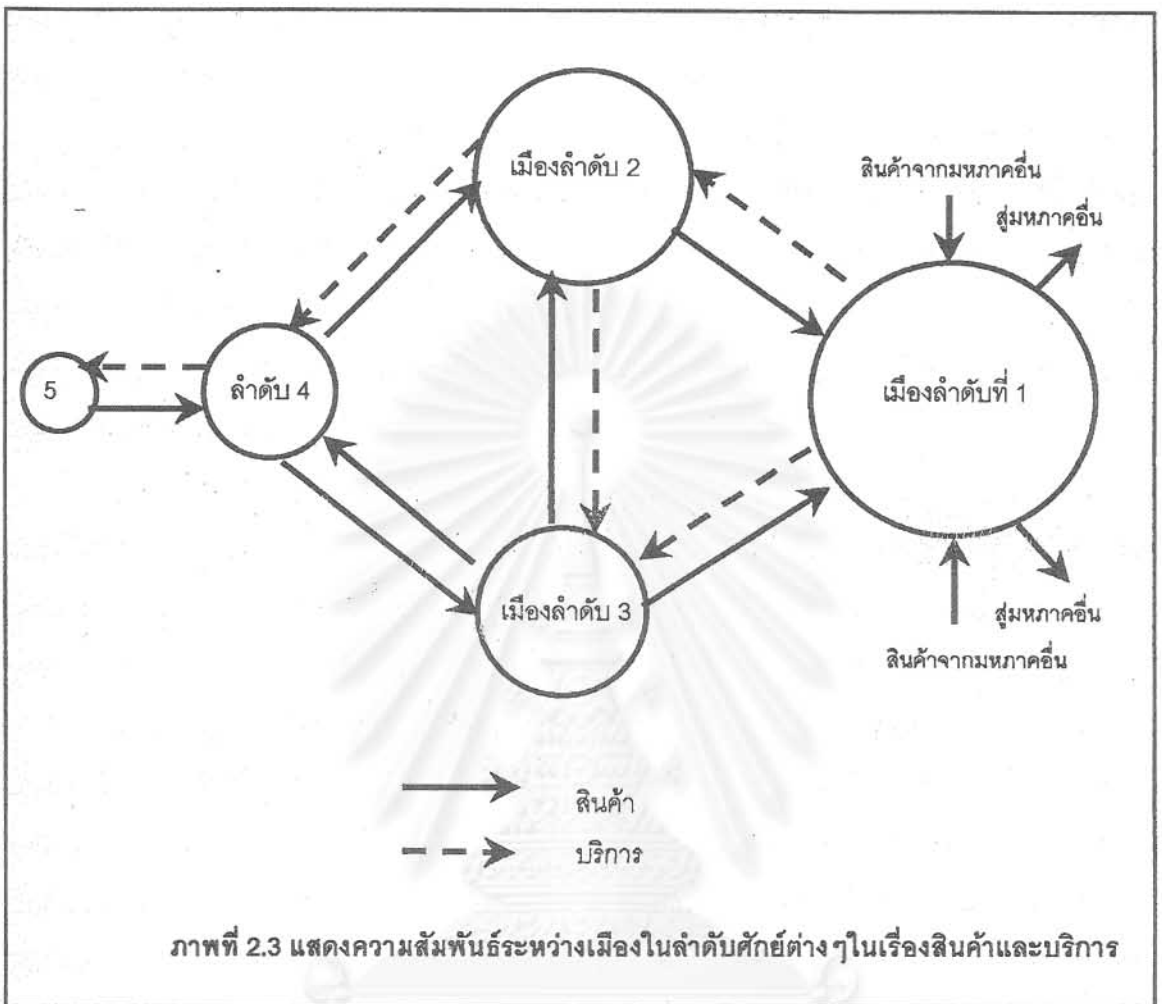 เมืองลำดับ 2
สินค้าจากมหภาคอื่น
สู่มหภาคอื่น
5
ลำดับ 4
เมืองลำดับที่ 1
เมืองลำดับ 3
สู่มหภาคอื่น
สินค้าจากมหภาคอื่น
สินค้า
บริการ
ภาพที่ 2.3 แสดงความสัมพันธ์ระหว่างเมืองในลำดับศักย์ต่างๆในเรื่องสินค้าและบริการ